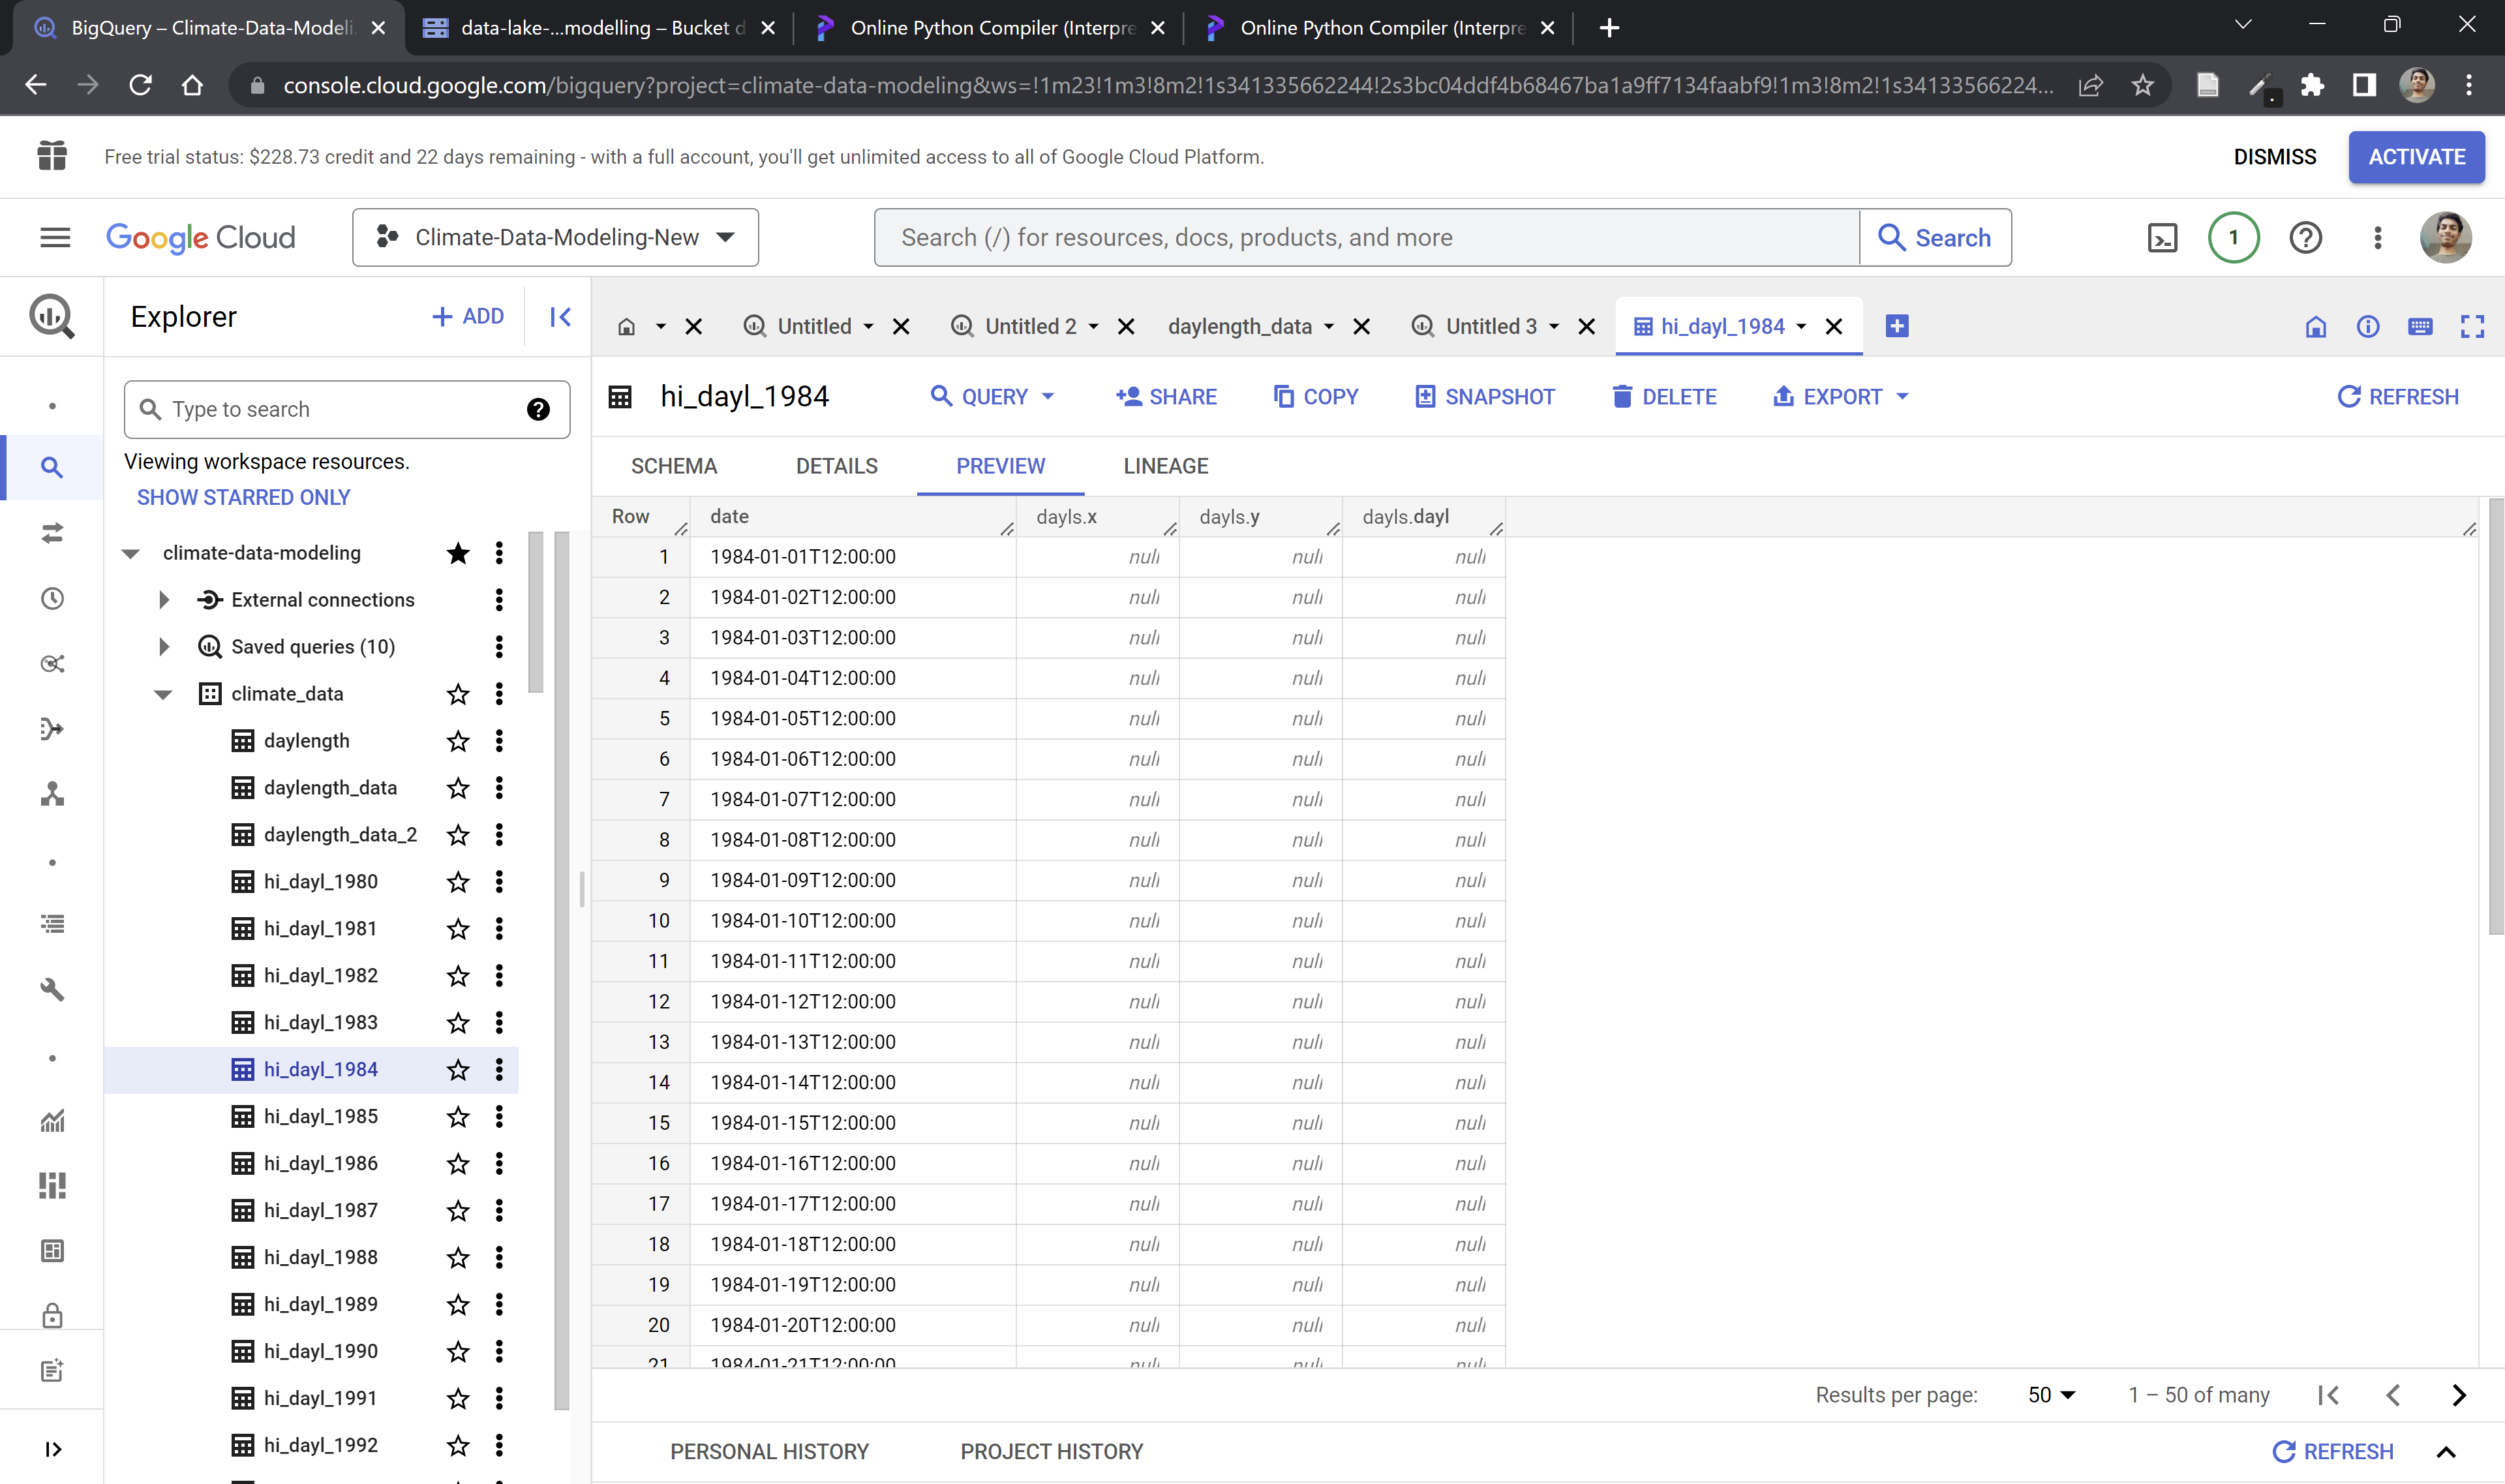 BigQuery – Climate-Data-Modeli
data-lake-...modelling – Bucket d
Online Python Compiler (Interpre
Online Python Compiler (Interpre
console.cloud.google.com/bigquery?project=climate-data-modeling&ws=!1m23!1m3!8m2!1s341335662244!2s3bc04ddf4b68467ba1a9ff7134faabf9!1m3!8m2!1s34133566224...
Free trial status: $228.73 credit and 22 days remaining - with a full account, you'll get unlimited access to all of Google Cloud Platform.
DISMISS
ACTIVATE
Google Cloud
Climate-Data-Modeling-New
Search (/) for resources, docs, products, and more
Search
1
Explorer
+ ADD
Untitled
Untitled 2
daylength_data
Untitled 3
hi_dayl_1984
Type to search
Viewing workspace resources.
SHOW STARRED ONLY
climate-data-modeling
External connections
Saved queries (10)
climate_data
daylength
daylength_data
daylength_data_2
hi_dayl_1980
hi_dayl_1981
hi_dayl_1982
hi_dayl_1983
hi_dayl_1984
hi_dayl_1985
hi_dayl_1986
hi_dayl_1987
hi_dayl_1988
hi_dayl_1989
hi_dayl_1990
hi_dayl_1991
hi_dayl_1992
hi_dayl_1984
QUERY
SHARE
COPY
SNAPSHOT
DELETE
EXPORT
REFRESH
SCHEMA
DETAILS
PREVIEW
LINEAGE
Row date dayls.x dayls.y dayls.dayl
1 1984-01-01T12:00:00 null null null
2 1984-01-02T12:00:00 null null null
3 1984-01-03T12:00:00 null null null
4 1984-01-04T12:00:00 null null null
5 1984-01-05T12:00:00 null null null
6 1984-01-06T12:00:00 null null null
7 1984-01-07T12:00:00 null null null
8 1984-01-08T12:00:00 null null null
9 1984-01-09T12:00:00 null null null
10 1984-01-10T12:00:00 null null null
11 1984-01-11T12:00:00 null null null
12 1984-01-12T12:00:00 null null null
13 1984-01-13T12:00:00 null null null
14 1984-01-14T12:00:00 null null null
15 1984-01-15T12:00:00 null null null
16 1984-01-16T12:00:00 null null null
17 1984-01-17T12:00:00 null null null
18 1984-01-18T12:00:00 null null null
19 1984-01-19T12:00:00 null null null
20 1984-01-20T12:00:00 null null null
21 1984-01-21T12:00:00 null null null
Results per page: 50 1 – 50 of many
PERSONAL HISTORY
PROJECT HISTORY
REFRESH